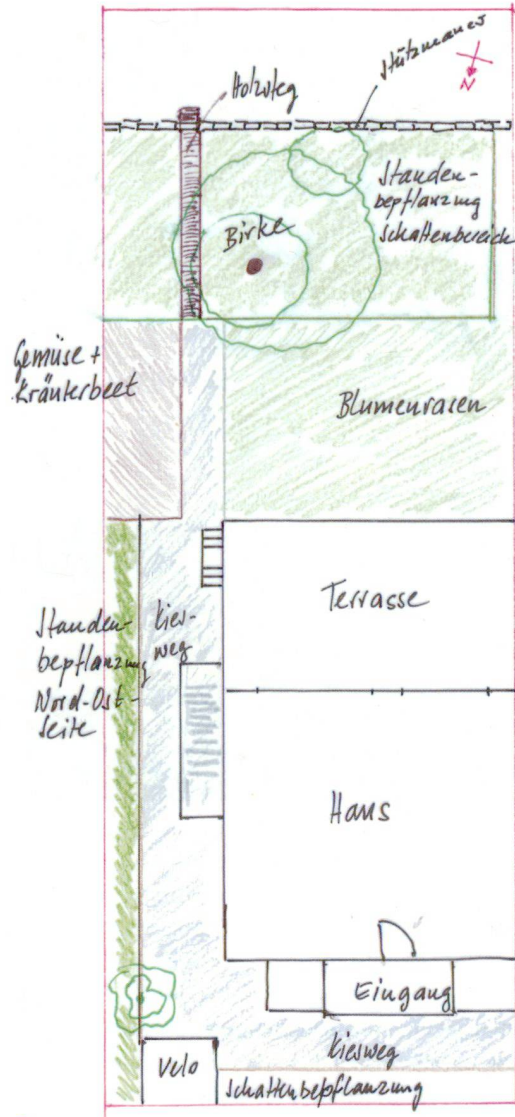 Holzsteg
Stützmauer
N
Stauden-
bepflanzung
Schattenbereich
Birke
Gemüse +
Kräuterbeet
Blumenrasen
Terrasse
Stauden-
bepflanzung
Nord-Ost-
seite
Kies-
weg
Haus
Eingang
Kiesweg
Velo
Schattenbepflanzung